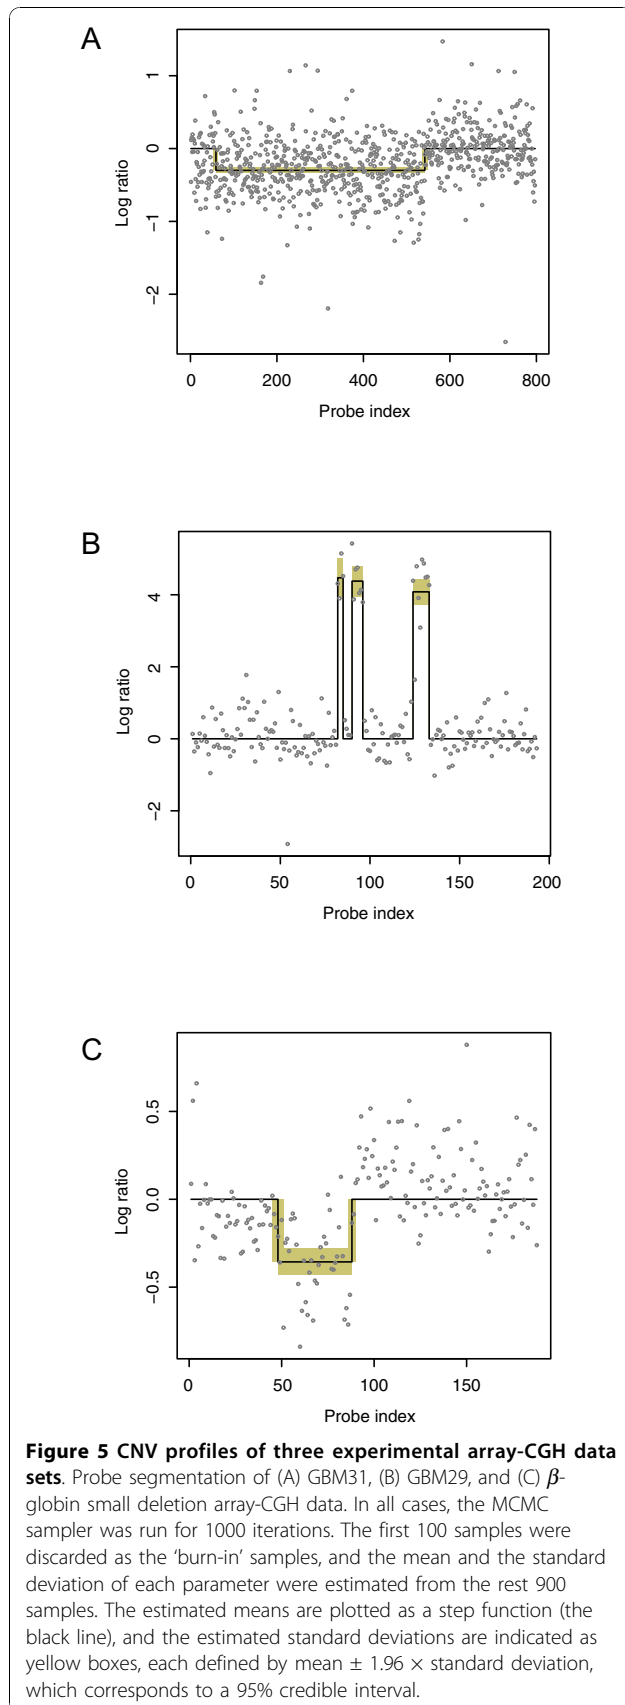 A
1
0
−1
−2
Log ratio
0 200 400 600 800
Probe index
B
4
2
0
−2
Log ratio
0 50 100 150 200
Probe index
C
0.5
0.0
−0.5
Log ratio
0 50 100 150
Probe index
Figure 5 CNV profiles of three experimental array-CGH data
sets. Probe segmentation of (A) GBM31, (B) GBM29, and (C) β-
globin small deletion array-CGH data. In all cases, the MCMC
sampler was run for 1000 iterations. The first 100 samples were
discarded as the ‘burn-in’ samples, and the mean and the standard
deviation of each parameter were estimated from the rest 900
samples. The estimated means are plotted as a step function (the
black line), and the estimated standard deviations are indicated as
yellow boxes, each defined by mean ± 1.96 × standard deviation,
which corresponds to a 95% credible interval.